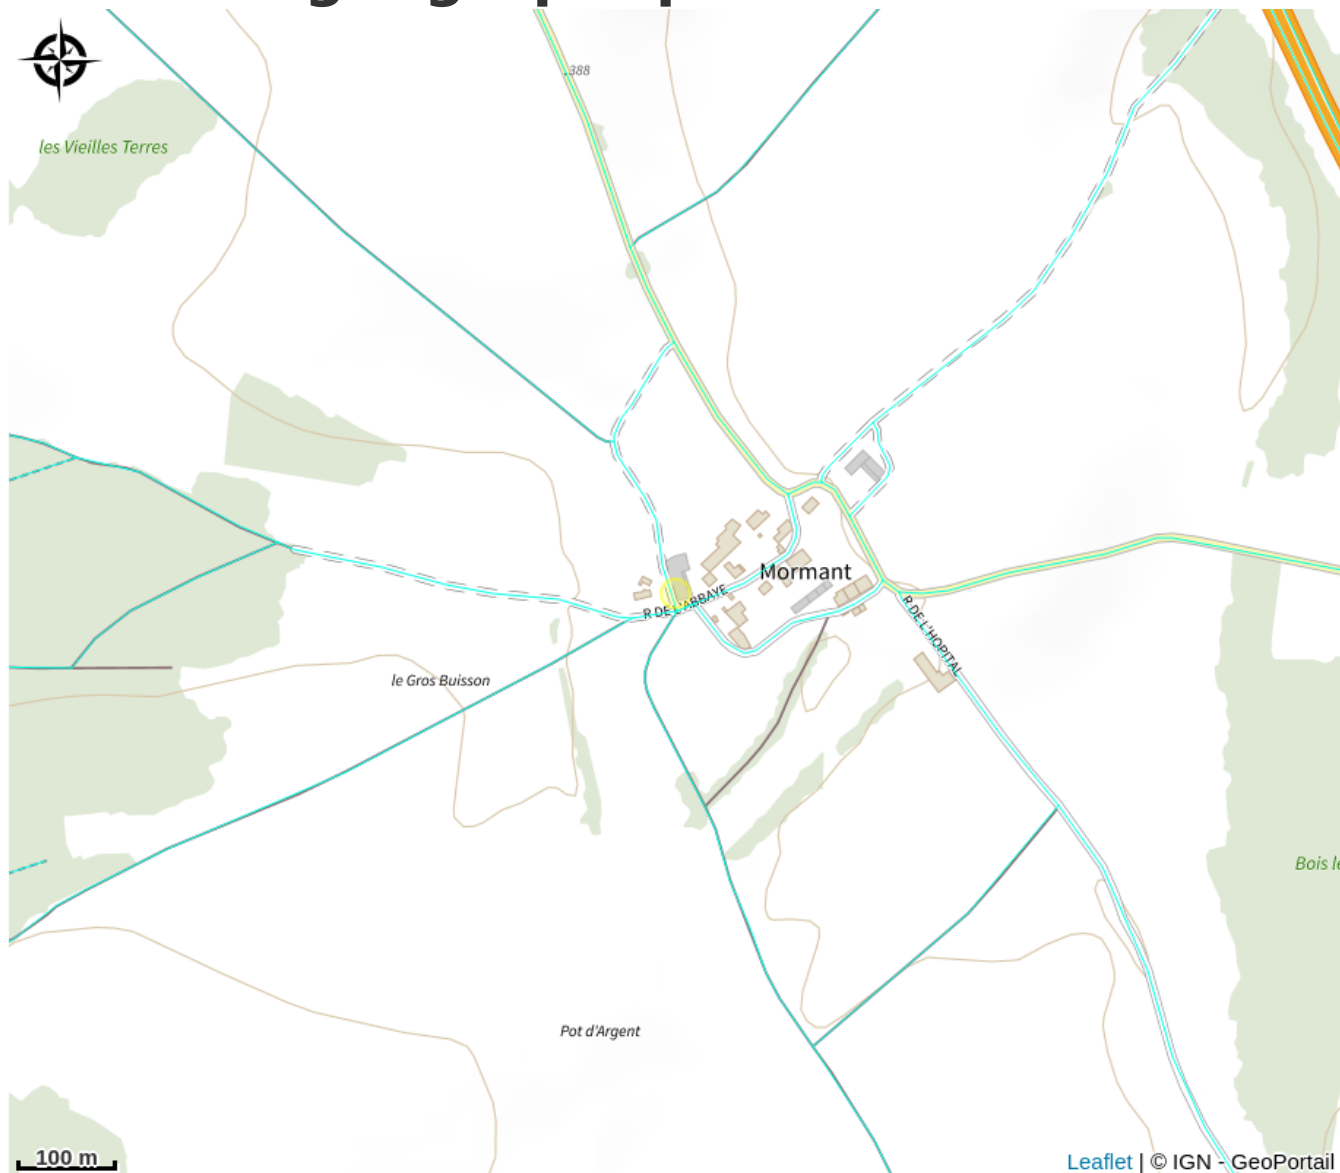 388
les Vieilles Terres
Mormant
R DE L'ABBAYE
R DE L'HOPITAL
le Gros Buisson
Bois le
Pot d'Argent
100 m
Leaflet | © IGN - GeoPortail